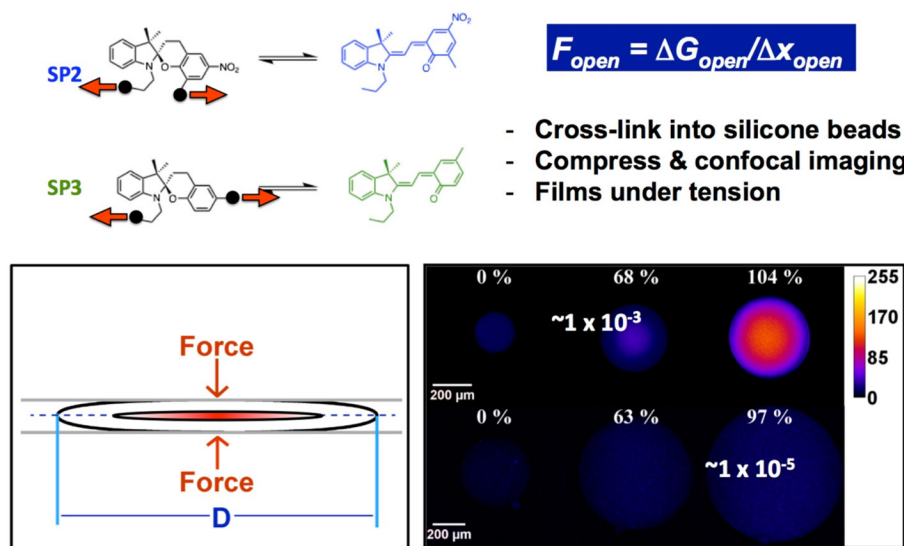 NO₂
SP2
N
O
NO₂
N
O
F_open = ΔG_open/Δx_open
- Cross-link into silicone beads
- Compress & confocal imaging
- Films under tension
SP3
N
O
N
O
Force
Force
D
0 %
68 %
104 %
~1 x 10⁻³
200 µm
0 %
63 %
97 %
~1 x 10⁻⁵
200 µm
255
170
85
0